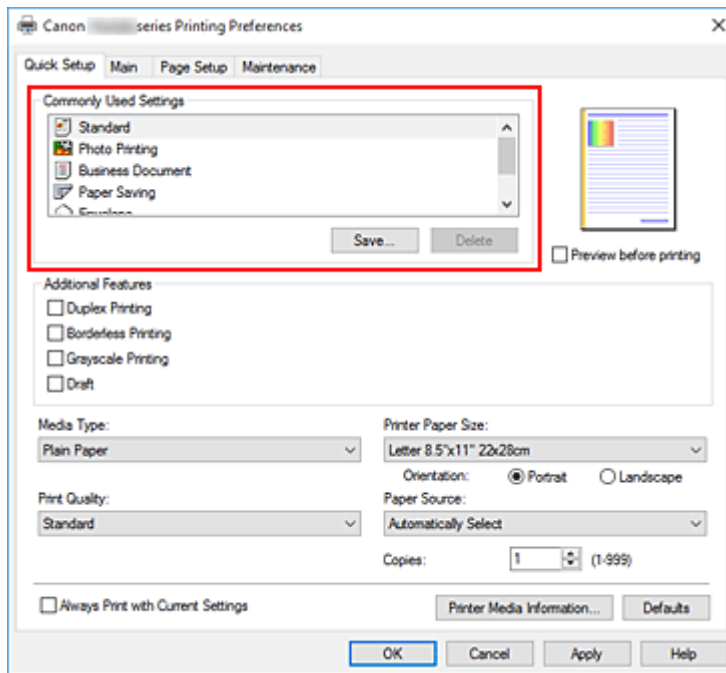 Canon series Printing Preferences
Quick Setup Main Page Setup Maintenance
Commonly Used Settings
Standard
Photo Printing
Business Document
Paper Saving
Envelope
Save... Delete
Preview before printing
Additional Features
Duplex Printing
Borderless Printing
Grayscale Printing
Draft
Media Type: Printer Paper Size:
Plain Paper Letter 8.5"x11" 22x28cm
Orientation: Portrait Landscape
Print Quality: Paper Source:
Standard Automatically Select
Copies: 1 (1-999)
Always Print with Current Settings Printer Media Information... Defaults
OK Cancel Apply Help